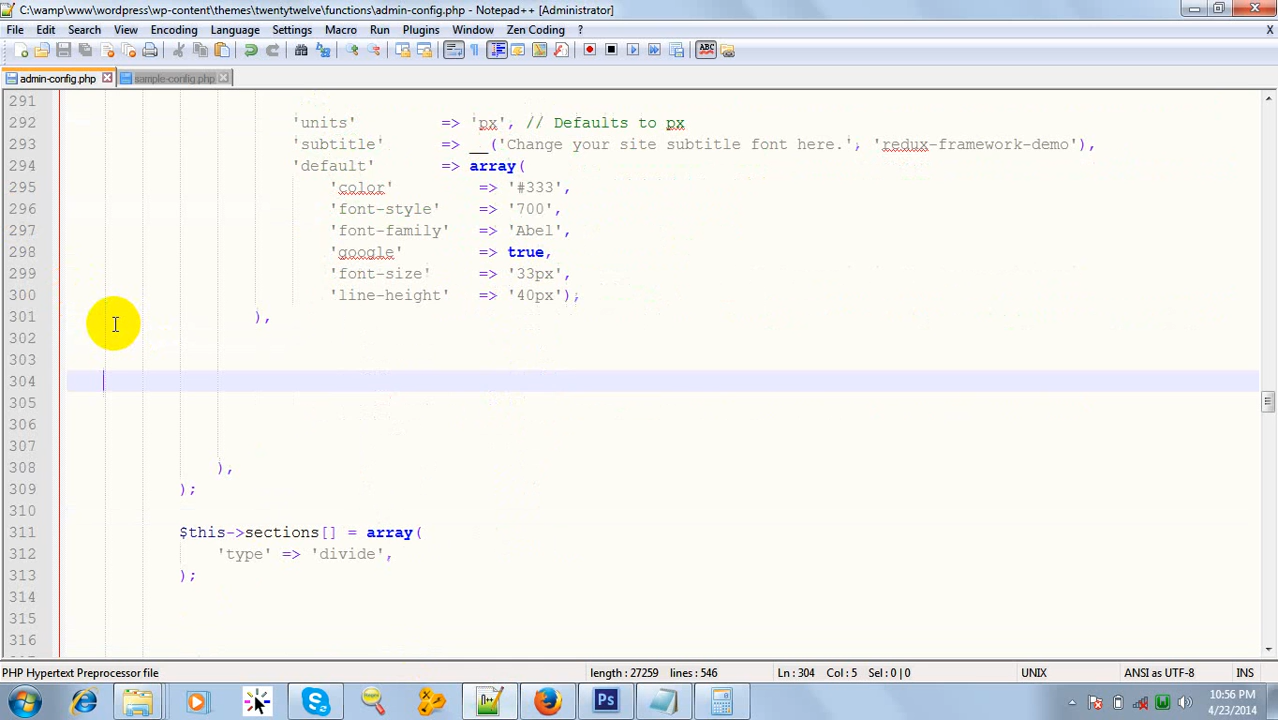 C:\wamp\www\wordpress\wp-content\themes\twentytwelve\functions\admin-config.php - Notepad++ [Administrator]
File Edit Search View Encoding Language Settings Macro Run Plugins Window Zen Coding ? X
ABC
admin-config.php sample-config.php
291
292 'units' => 'px', // Defaults to px
293 'subtitle' => __('Change your site subtitle font here.', 'redux-framework-demo'),
294 'default' => array(
295 'color' => '#333',
296 'font-style' => '700',
297 'font-family' => 'Abel',
298 'google' => true,
299 'font-size' => '33px',
300 'line-height' => '40px');
301 ),
302
303
304
305
306
307
308 ),
309 );
310
311 $this->sections[] = array(
312 'type' => 'divide',
313 );
314
315
316
PHP Hypertext Preprocessor file length : 27259 lines : 546 Ln : 304 Col : 5 Sel : 0 | 0 UNIX ANSI as UTF-8 INS
Ps
10:56 PM
4/23/2014